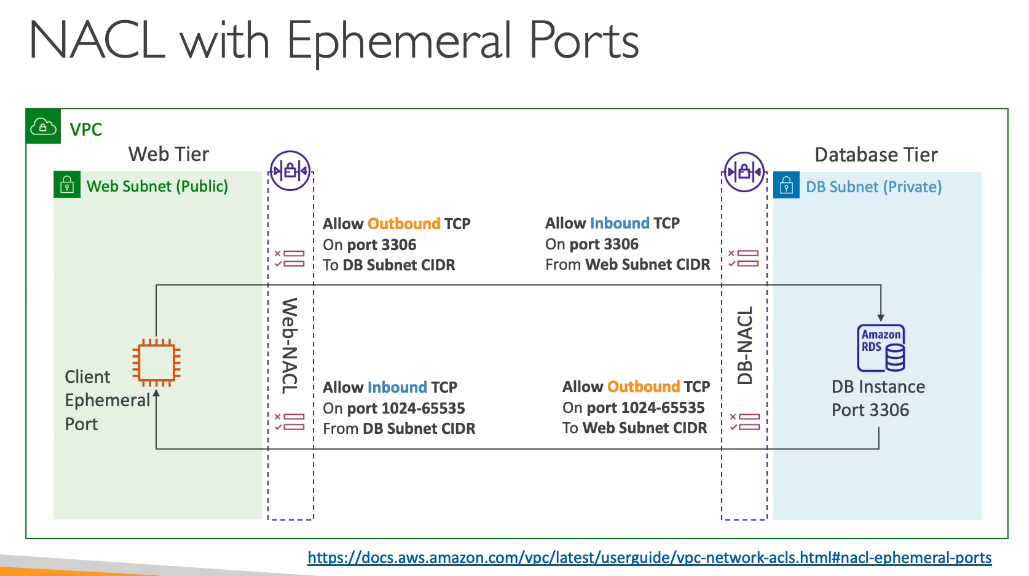 NACL with Ephemeral Ports
VPC
Web Tier
Database Tier
Web Subnet (Public)
DB Subnet (Private)
Allow Outbound TCP
On port 3306
To DB Subnet CIDR
Allow Inbound TCP
On port 3306
From Web Subnet CIDR
Web-NACL
DB-NACL
Amazon
RDS
Client
Ephemeral
Port
DB Instance
Port 3306
Allow Inbound TCP
On port 1024-65535
From DB Subnet CIDR
Allow Outbound TCP
On port 1024-65535
To Web Subnet CIDR
https://docs.aws.amazon.com/vpc/latest/userguide/vpc-network-acls.html#nacl-ephemeral-ports